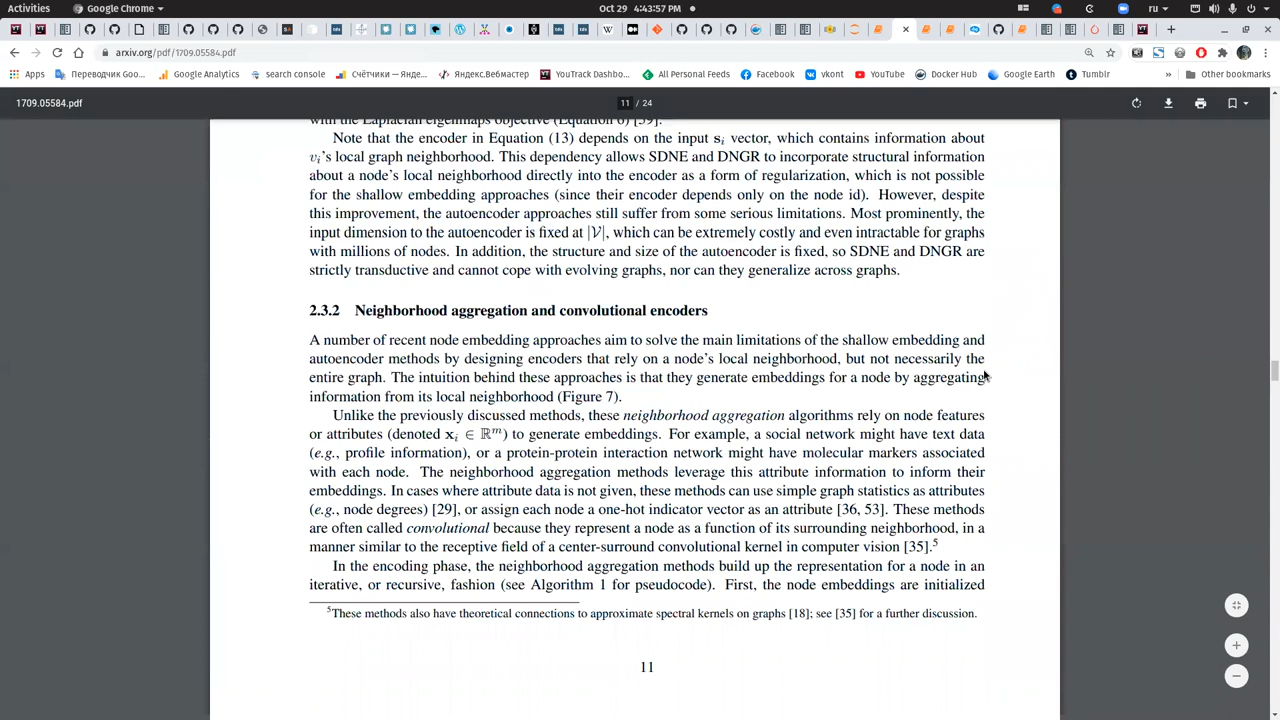 Activities
Google Chrome
Oct 29 4:43:57 PM
ru
arxiv.org/pdf/1709.05584.pdf
Apps
Переводчик Goo...
Google Analytics
search console
Счётчики — Янде...
Яндекс.Вебмастер
YouTrack Dashbo...
All Personal Feeds
Facebook
vkont
YouTube
Docker Hub
Google Earth
Tumblr
»
Other bookmarks
1709.05584.pdf
11 / 24
with the Laplacian eigenmaps objective (Equation 6) [59].
Note that the encoder in Equation (13) depends on the input sᵢ vector, which contains information about
vᵢ's local graph neighborhood. This dependency allows SDNE and DNGR to incorporate structural information
about a node's local neighborhood directly into the encoder as a form of regularization, which is not possible
for the shallow embedding approaches (since their encoder depends only on the node id). However, despite
this improvement, the autoencoder approaches still suffer from some serious limitations. Most prominently, the
input dimension to the autoencoder is fixed at |V|, which can be extremely costly and even intractable for graphs
with millions of nodes. In addition, the structure and size of the autoencoder is fixed, so SDNE and DNGR are
strictly transductive and cannot cope with evolving graphs, nor can they generalize across graphs.
2.3.2 Neighborhood aggregation and convolutional encoders
A number of recent node embedding approaches aim to solve the main limitations of the shallow embedding and
autoencoder methods by designing encoders that rely on a node's local neighborhood, but not necessarily the
entire graph. The intuition behind these approaches is that they generate embeddings for a node by aggregating
information from its local neighborhood (Figure 7).
Unlike the previously discussed methods, these neighborhood aggregation algorithms rely on node features
or attributes (denoted xᵢ ∈ ℝᵐ) to generate embeddings. For example, a social network might have text data
(e.g., profile information), or a protein-protein interaction network might have molecular markers associated
with each node. The neighborhood aggregation methods leverage this attribute information to inform their
embeddings. In cases where attribute data is not given, these methods can use simple graph statistics as attributes
(e.g., node degrees) [29], or assign each node a one-hot indicator vector as an attribute [36, 53]. These methods
are often called convolutional because they represent a node as a function of its surrounding neighborhood, in a
manner similar to the receptive field of a center-surround convolutional kernel in computer vision [35].⁵
In the encoding phase, the neighborhood aggregation methods build up the representation for a node in an
iterative, or recursive, fashion (see Algorithm 1 for pseudocode). First, the node embeddings are initialized
⁵These methods also have theoretical connections to approximate spectral kernels on graphs [18]; see [35] for a further discussion.
11